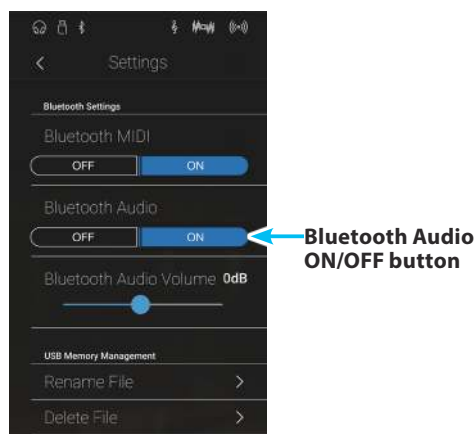 Settings
Bluetooth Settings
Bluetooth MIDI
OFF ON
Bluetooth Audio
OFF ON
Bluetooth Audio
ON/OFF button
Bluetooth Audio Volume 0dB
USB Memory Management
Rename File
Delete File